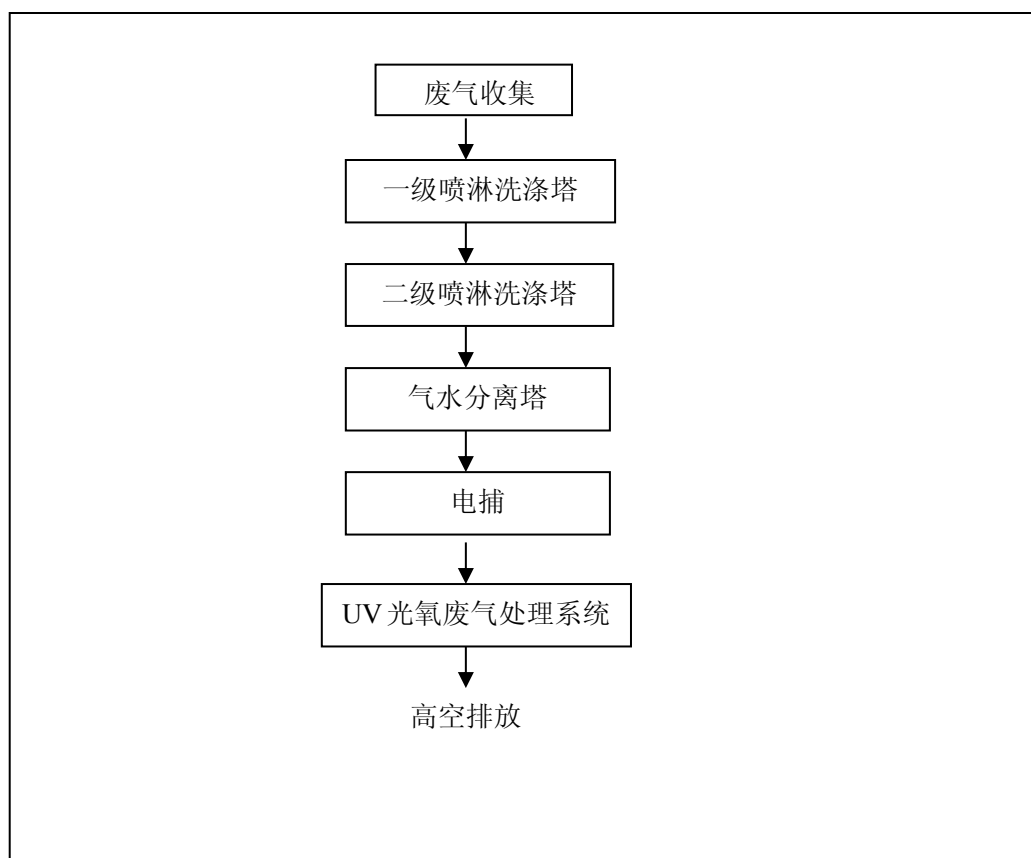 废气收集
一级喷淋洗涤塔
二级喷淋洗涤塔
气水分离塔
电捕
UV光氧废气处理系统
高空排放